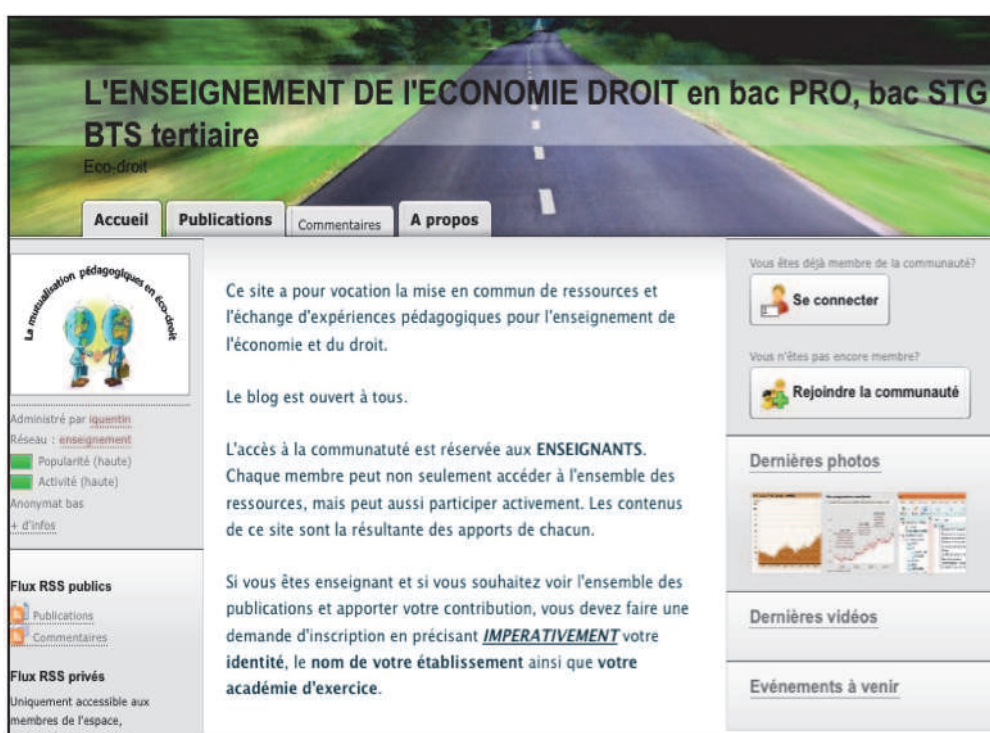 L'ENSEIGNEMENT DE l'ECONOMIE DROIT en bac PRO, bac STG
BTS tertiaire
Eco-droit
Accueil
Publications
Commentaires
A propos
La mutualisation pédagogiques en éco-droit
Administré par iquentin
Réseau : enseignement
Popularité (haute)
Activité (haute)
Anonymat bas
+ d'infos
Flux RSS publics
Publications
Commentaires
Flux RSS privés
Uniquement accessible aux
membres de l'espace,
Ce site a pour vocation la mise en commun de ressources et
l'échange d'expériences pédagogiques pour l'enseignement de
l'économie et du droit.
Le blog est ouvert à tous.
L'accès à la communatuté est réservée aux ENSEIGNANTS.
Chaque membre peut non seulement accéder à l'ensemble des
ressources, mais peut aussi participer activement. Les contenus
de ce site sont la résultante des apports de chacun.
Si vous êtes enseignant et si vous souhaitez voir l'ensemble des
publications et apporter votre contribution, vous devez faire une
demande d'inscription en précisant IMPERATIVEMENT votre
identité, le nom de votre établissement ainsi que votre
académie d'exercice.
Vous êtes déjà membre de la communauté?
Se connecter
Vous n'êtes pas encore membre?
Rejoindre la communauté
Dernières photos
Dernières vidéos
Evénements à venir